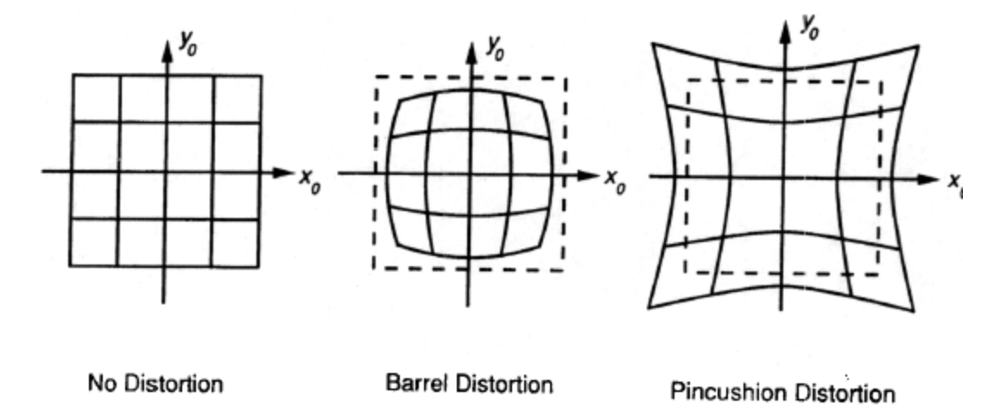 y₀
x₀
No Distortion
y₀
x₀
Barrel Distortion
y₀
x
Pincushion Distortion